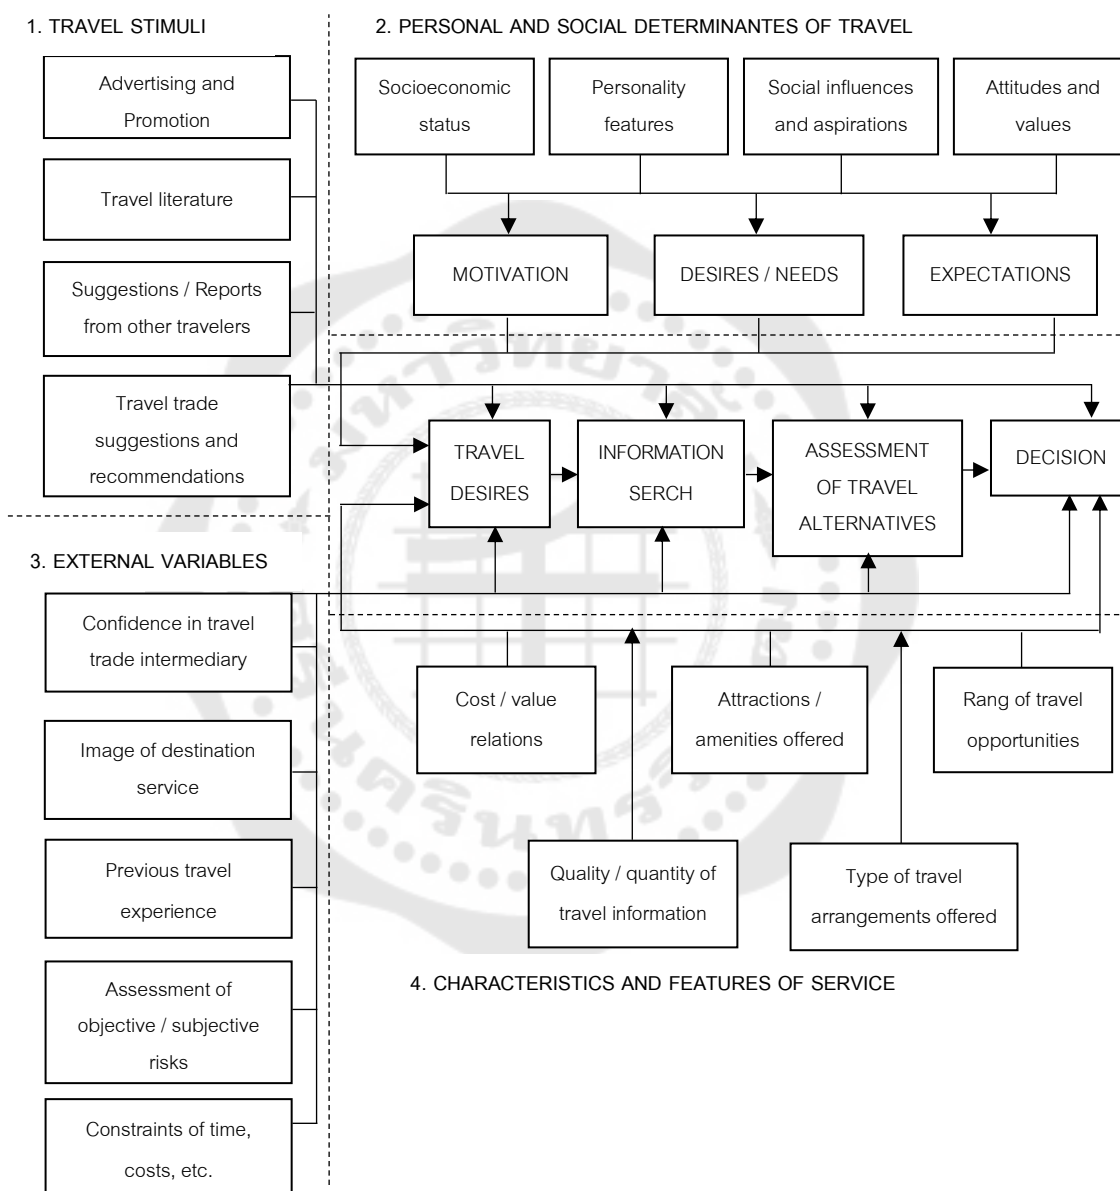 1. TRAVEL STIMULI
Advertising and
Promotion
Travel literature
Suggestions / Reports
from other travelers
Travel trade
suggestions and
recommendations
2. PERSONAL AND SOCIAL DETERMINANTES OF TRAVEL
Socioeconomic
status
Personality
features
Social influences
and aspirations
Attitudes and
values
MOTIVATION
DESIRES / NEEDS
EXPECTATIONS
TRAVEL
DESIRES
INFORMATION
SERCH
ASSESSMENT
OF TRAVEL
ALTERNATIVES
DECISION
3. EXTERNAL VARIABLES
Confidence in travel
trade intermediary
Image of destination
service
Previous travel
experience
Assessment of
objective / subjective
risks
Constraints of time,
costs, etc.
Cost / value
relations
Attractions /
amenities offered
Rang of travel
opportunities
Quality / quantity of
travel information
Type of travel
arrangements offered
4. CHARACTERISTICS AND FEATURES OF SERVICE